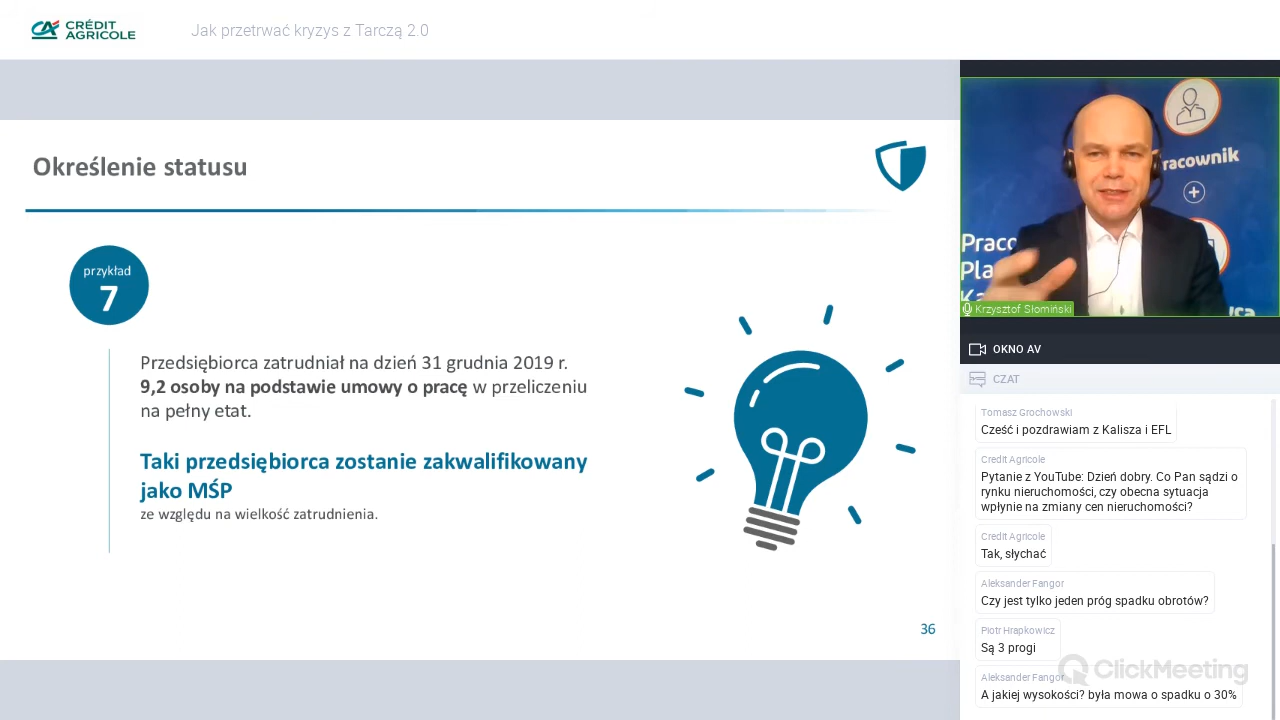 CRÉDIT
AGRICOLE
Jak przetrwać kryzys z Tarczą 2.0
Określenie statusu
przykład
7
Przedsiębiorca zatrudniał na dzień 31 grudnia 2019 r.
9,2 osoby na podstawie umowy o pracę w przeliczeniu
na pełny etat.
Taki przedsiębiorca zostanie zakwalifikowany
jako MŚP
ze względu na wielkość zatrudnienia.
36
racownik
Praco
Pla
Ka
Krzysztof Słomiński
OKNO AV
CZAT
Tomasz Grochowski
Cześć i pozdrawiam z Kalisza i EFL
Credit Agricole
Pytanie z YouTube: Dzień dobry. Co Pan sądzi o
rynku nieruchomości, czy obecna sytuacja
wpłynie na zmiany cen nieruchomości?
Credit Agricole
Tak, słychać
Aleksander Fangor
Czy jest tylko jeden próg spadku obrotów?
Piotr Hrapkowicz
Są 3 progi
ClickMeeting
Aleksander Fangor
A jakiej wysokości? była mowa o spadku o 30%